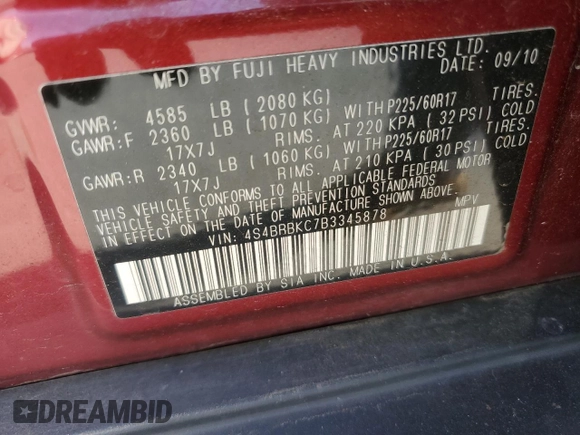 MFD BY FUJI HEAVY INDUSTRIES LTD.
DATE: 09/10
GVWR: 4585 LB ( 2080 KG)
GAWR:F 2360 LB ( 1070 KG) WITH P225/60R17 TIRES.
17X7J RIMS. AT 220 KPA ( 32 PSI) COLD
GAWR:R 2340 LB ( 1060 KG) WITH P225/60R17 TIRES.
17X7J RIMS. AT 210 KPA ( 30 PSI) COLD.
THIS VEHICLE CONFORMS TO ALL APPLICABLE FEDERAL MOTOR
VEHICLE SAFETY AND THEFT PREVENTION STANDARDS
IN EFFECT ON THE DATE OF MANUFACTURE SHOWN ABOVE.
VIN: 4S4BRBKC7B3345878 MPV
ASSEMBLED BY SIA INC. MADE IN U.S.A.
DREAMBID